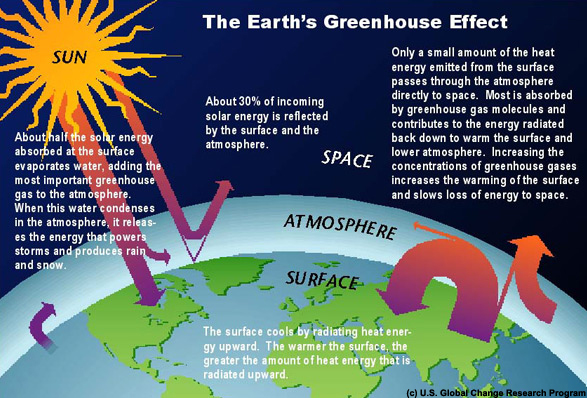 The Earth's Greenhouse Effect
SUN
Only a small amount of the heat
energy emitted from the surface
passes through the atmosphere
directly to space. Most is absorbed
by greenhouse gas molecules and
contributes to the energy radiated
back down to warm the surface and
lower atmosphere. Increasing the
concentrations of greenhouse gases
increases the warming of the surface
and slows loss of energy to space.
About 30% of incoming
solar energy is reflected
by the surface and the
atmosphere.
About half the solar energy
absorbed at the surface
evaporates water, adding the
most important greenhouse
gas to the atmosphere.
When this water condenses
in the atmosphere, it releas-
es the energy that powers
storms and produces rain
and snow.
SPACE
ATMOSPHERE
SURFACE
The surface cools by radiating heat ener-
gy upward. The warmer the surface, the
greater the amount of heat energy that is
radiated upward.
(c) U.S. Global Change Research Program